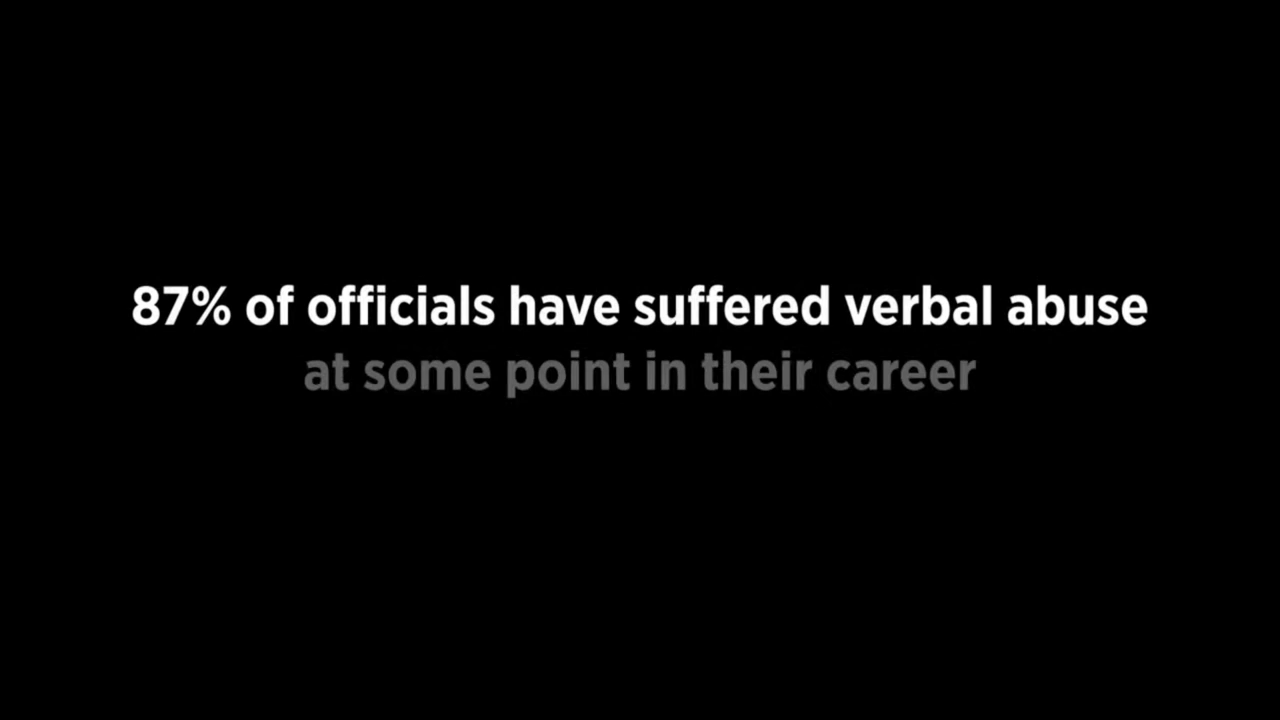 87% of officials have suffered verbal abuse
at some point in their career